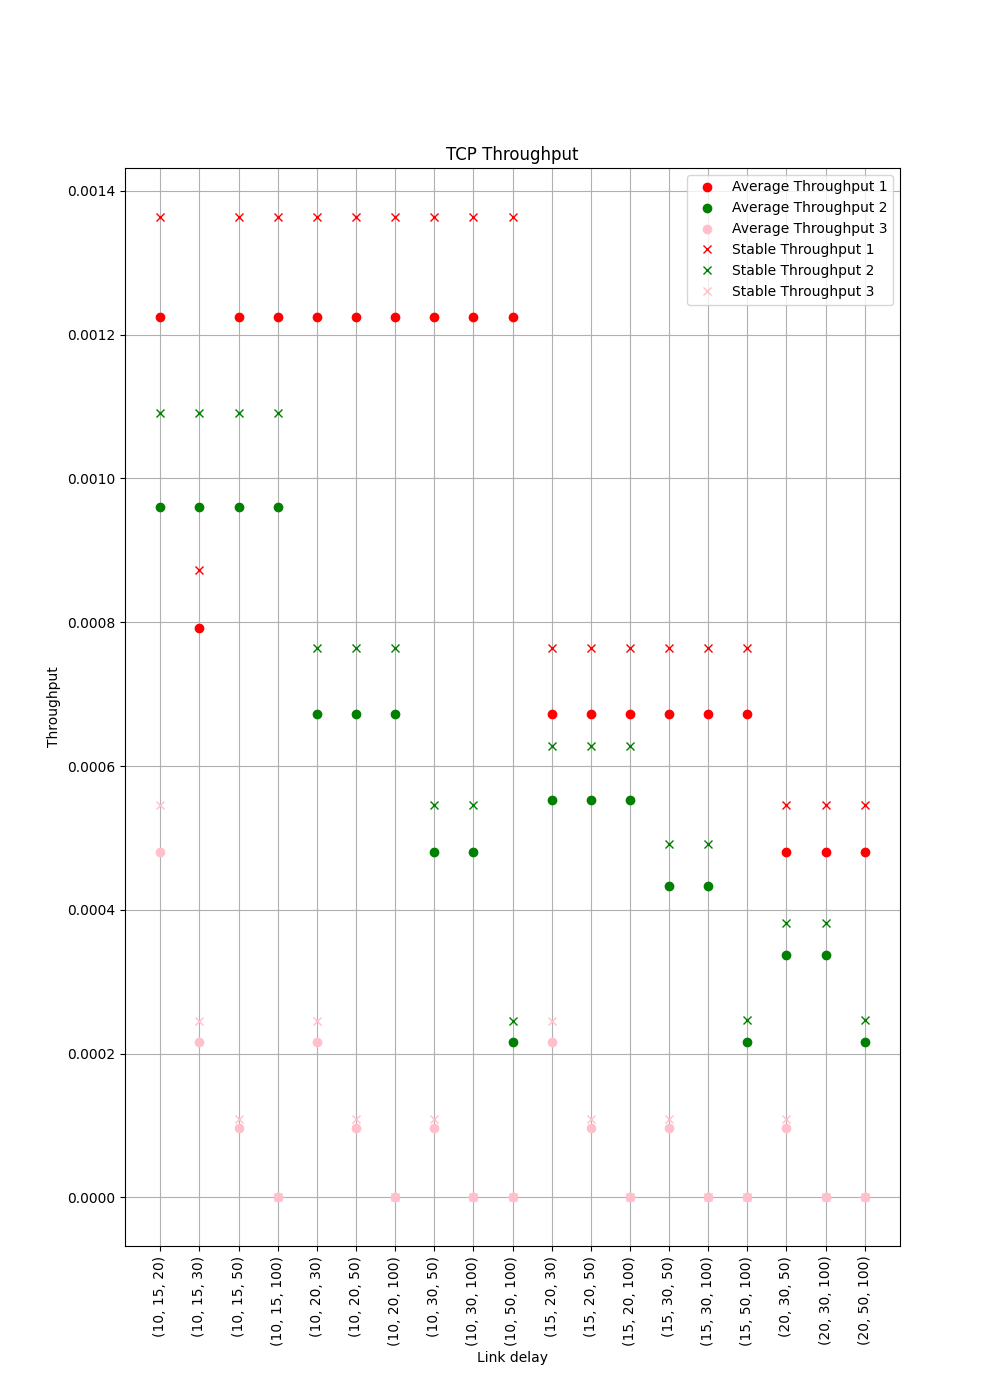 TCP Throughput
Average Throughput 1
Average Throughput 2
Average Throughput 3
Stable Throughput 1
Stable Throughput 2
Stable Throughput 3
0.0014
0.0012
0.0010
0.0008
0.0006
0.0004
0.0002
0.0000
Throughput
(10, 15, 20)
(10, 15, 30)
(10, 15, 50)
(10, 15, 100)
(10, 20, 30)
(10, 20, 50)
(10, 20, 100)
(10, 30, 50)
(10, 30, 100)
(10, 50, 100)
(15, 20, 30)
(15, 20, 50)
(15, 20, 100)
(15, 30, 50)
(15, 30, 100)
(15, 50, 100)
(20, 30, 50)
(20, 30, 100)
(20, 50, 100)
Link delay